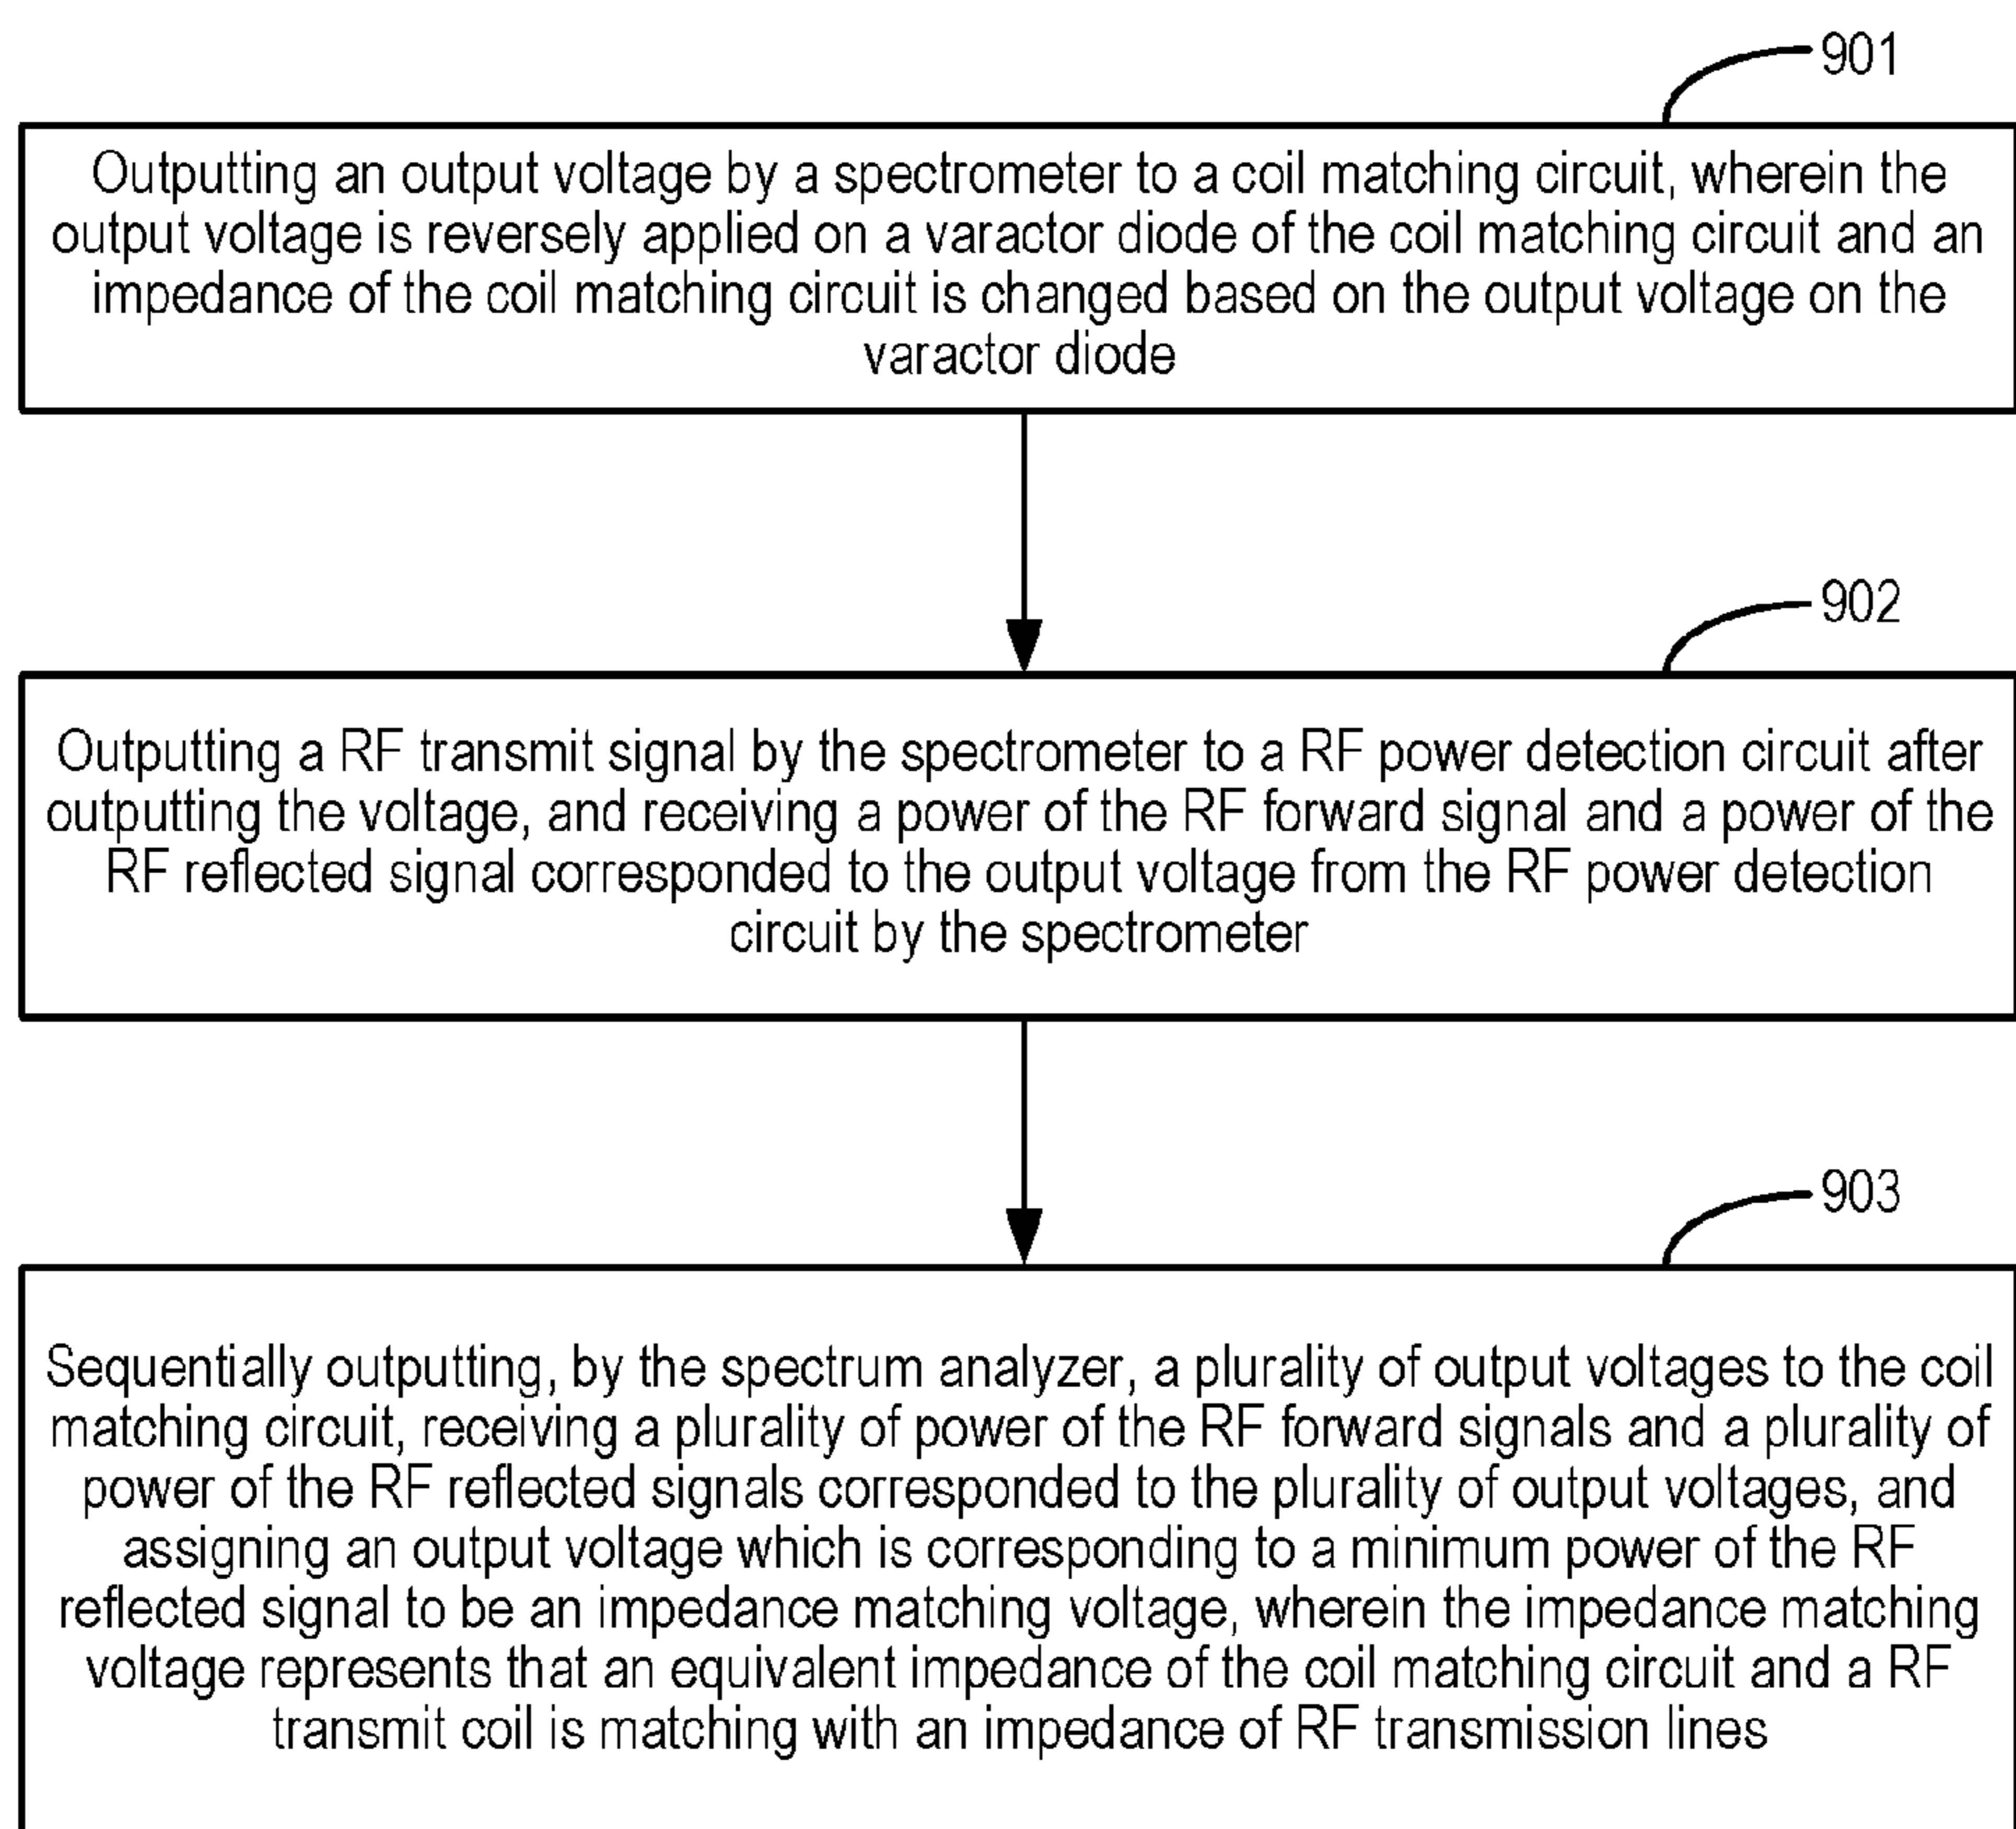 901
Outputting an output voltage by a spectrometer to a coil matching circuit, wherein the
output voltage is reversely applied on a varactor diode of the coil matching circuit and an
impedance of the coil matching circuit is changed based on the output voltage on the
varactor diode
902
Outputting a RF transmit signal by the spectrometer to a RF power detection circuit after
outputting the voltage, and receiving a power of the RF forward signal and a power of the
RF reflected signal corresponded to the output voltage from the RF power detection
circuit by the spectrometer
903
Sequentially outputting, by the spectrum analyzer, a plurality of output voltages to the coil
matching circuit, receiving a plurality of power of the RF forward signals and a plurality of
power of the RF reflected signals corresponded to the plurality of output voltages, and
assigning an output voltage which is corresponding to a minimum power of the RF
reflected signal to be an impedance matching voltage, wherein the impedance matching
voltage represents that an equivalent impedance of the coil matching circuit and a RF
transmit coil is matching with an impedance of RF transmission lines